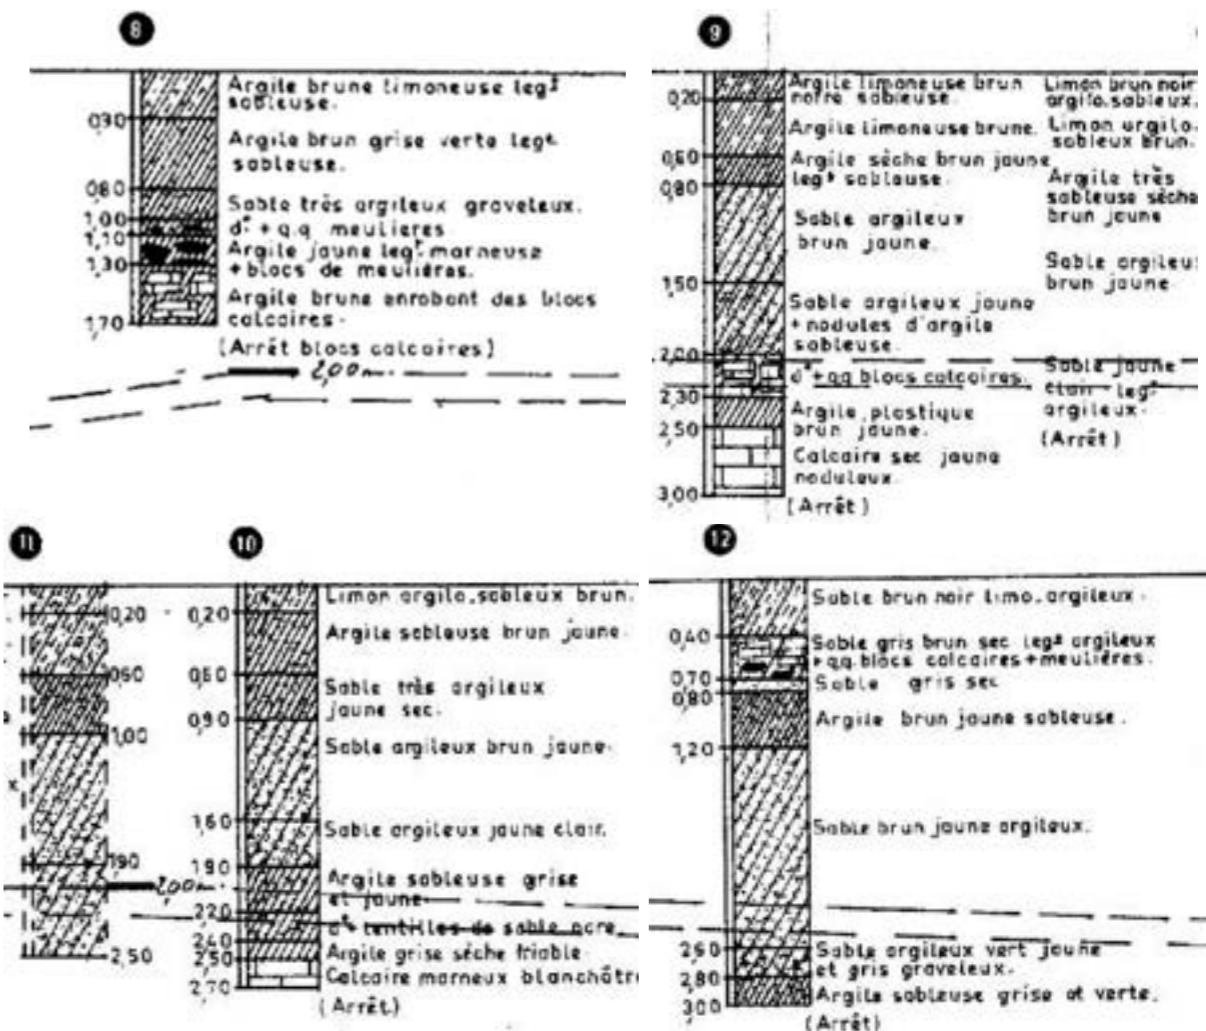 8
Argile brune limoneuse legt
sableuse.
0,30
Argile brun grise verte legt
sableuse.
0,80
Sable très argileux graveleux.
1,00
d° + q.q meulieres
1,10
Argile jaune legt marneuse
+ blocs de meulières.
1,30
Argile brune enrobant des blocs
calcaires.
1,70
(Arrêt blocs calcaires)
2,00m
9
Argile limoneuse brun
noire sableuse.
0,20
Argile limoneuse brune.
0,60
Argile sèche brun jaune
legt sableuse.
0,80
Sable argileux
brun jaune.
1,50
Sable argileux jaune
+ nodules d'argile
sableuse.
2,00
d° + q.q blocs calcaires.
2,30
Argile plastique
brun jaune.
2,50
Calcaire sec jaune
noduleux.
3,00
(Arrêt)
Limon brun noir
argilo.sableux.
Limon argilo.
sableux brun.
Argile très
sableuse sèche
brun jaune
Sable argileu
brun jaune.
Sable jaune
clair legt
argileux.
(Arrêt)
11
0,20
0,60
1,00
1,90
2,00
2,50
10
Limon argilo.sableux brun.
0,20
Argile sableuse brun jaune.
0,60
Sable très argileux
jaune sec.
0,90
Sable argileux brun jaune.
1,60
Sable argileux jaune clair.
1,90
Argile sableuse grise
et jaune
2,20
d° + lentilles de sable ocre
2,40
Argile grise sèche friable
2,50
Calcaire marneux blanchâtr
2,70
(Arrêt)
12
Sable brun noir limo.argileux.
0,40
Sable gris brun sec legt argileux
+ q.q. blocs calcaires + meulières.
0,70
Sable gris sec
0,80
Argile brun jaune sableuse.
1,20
Sable brun jaune argileux.
2,60
Sable argileux vert jaune
et gris graveleux.
2,80
Argile sableuse grise et verte.
3,00
(Arrêt)